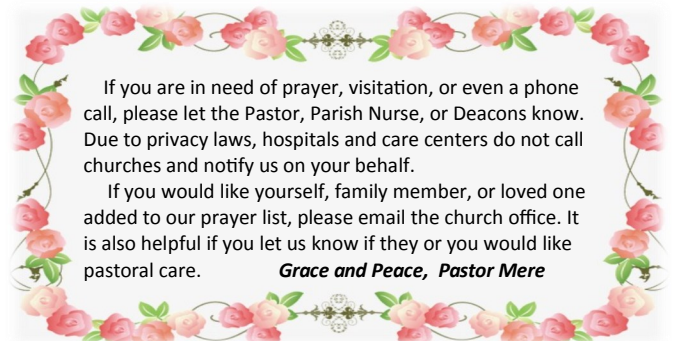 If you are in need of prayer, visitation, or even a phone
call, please let the Pastor, Parish Nurse, or Deacons know.
Due to privacy laws, hospitals and care centers do not call
churches and notify us on your behalf.
If you would like yourself, family member, or loved one
added to our prayer list, please email the church office. It
is also helpful if you let us know if they or you would like
pastoral care. Grace and Peace, Pastor Mere